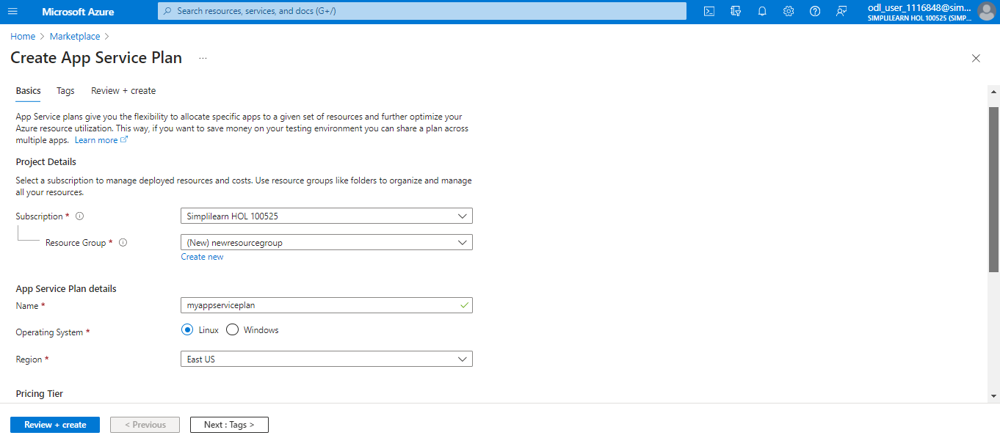 Microsoft Azure
Search resources, services, and docs (G+/)
odl_user_1116848@sim...
SIMPLILEARN HOL 100525 (SIMP...
Home > Marketplace >
Create App Service Plan ...
Basics Tags Review + create
App Service plans give you the flexibility to allocate specific apps to a given set of resources and further optimize your
Azure resource utilization. This way, if you want to save money on your testing environment you can share a plan across
multiple apps. Learn more
Project Details
Select a subscription to manage deployed resources and costs. Use resource groups like folders to organize and manage
all your resources.
Subscription * Simplilearn HOL 100525
Resource Group * (New) newresourcegroup
Create new
App Service Plan details
Name * myappserviceplan
Operating System * Linux Windows
Region * East US
Pricing Tier
Review + create < Previous Next : Tags >